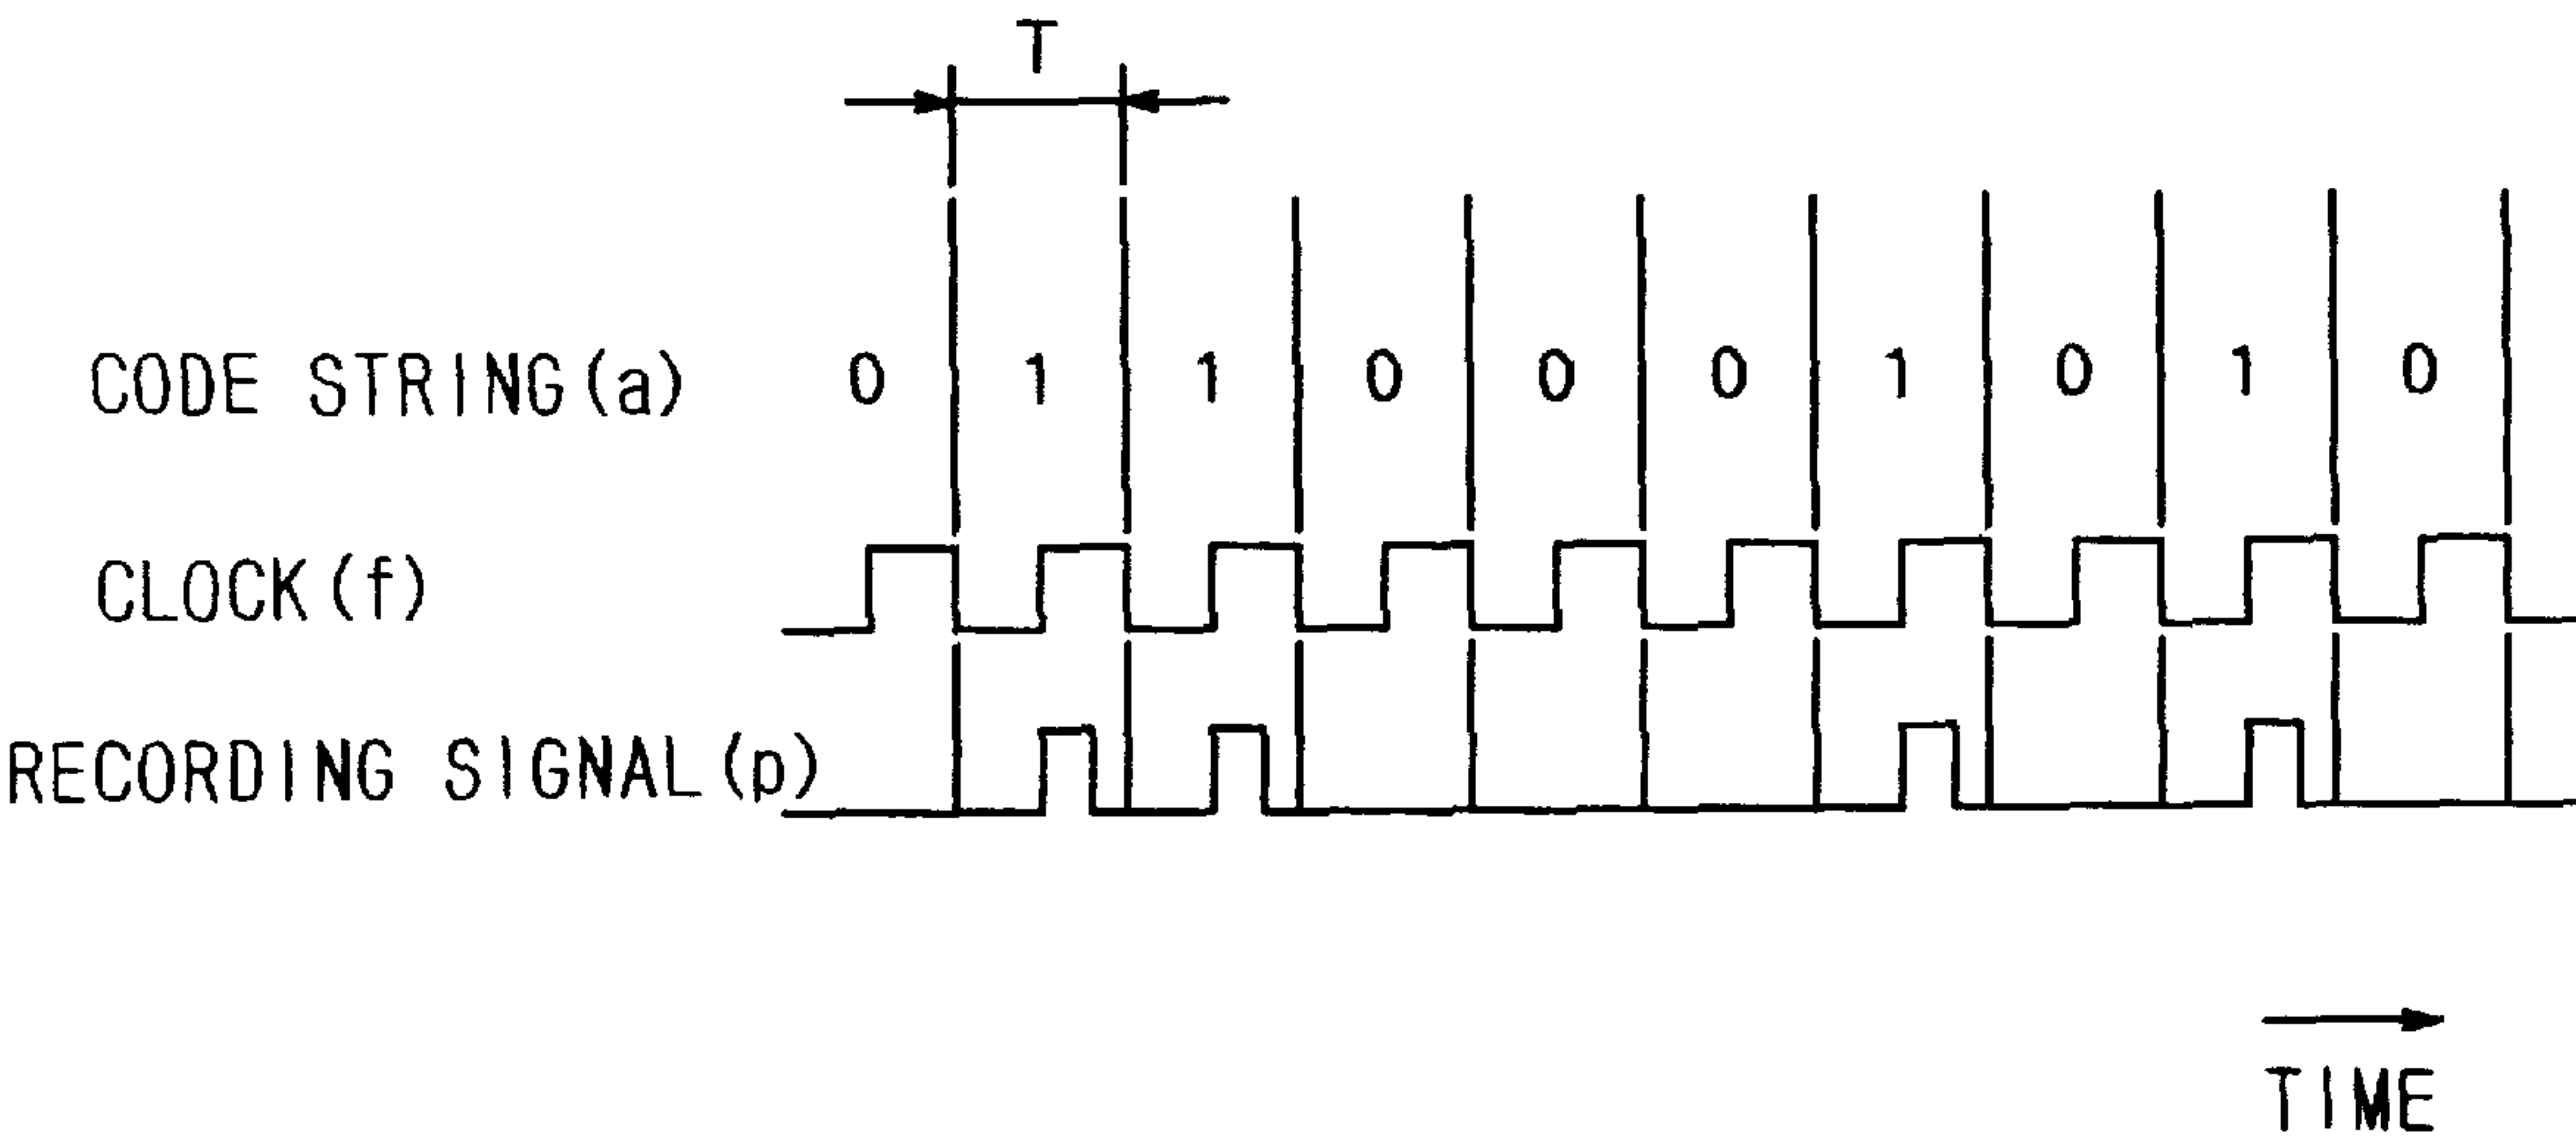 T
CODE STRING(a) 0 1 1 0 0 0 1 0 1 0
CLOCK(f)
RECORDING SIGNAL(p)
TIME